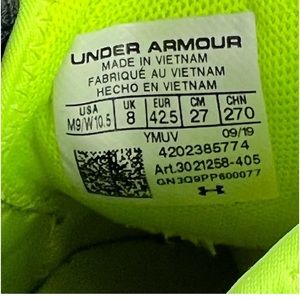 UNDER ARMOUR
MADE IN VIETNAM
FABRIQUÉ AU VIETNAM
HECHO EN VIETNAM
USA UK EUR CM CHN
M9/W10.5 8 42.5 27 270
YMUV 09/19
4202385774
Art.3021258-405
QN3Q9PP600077